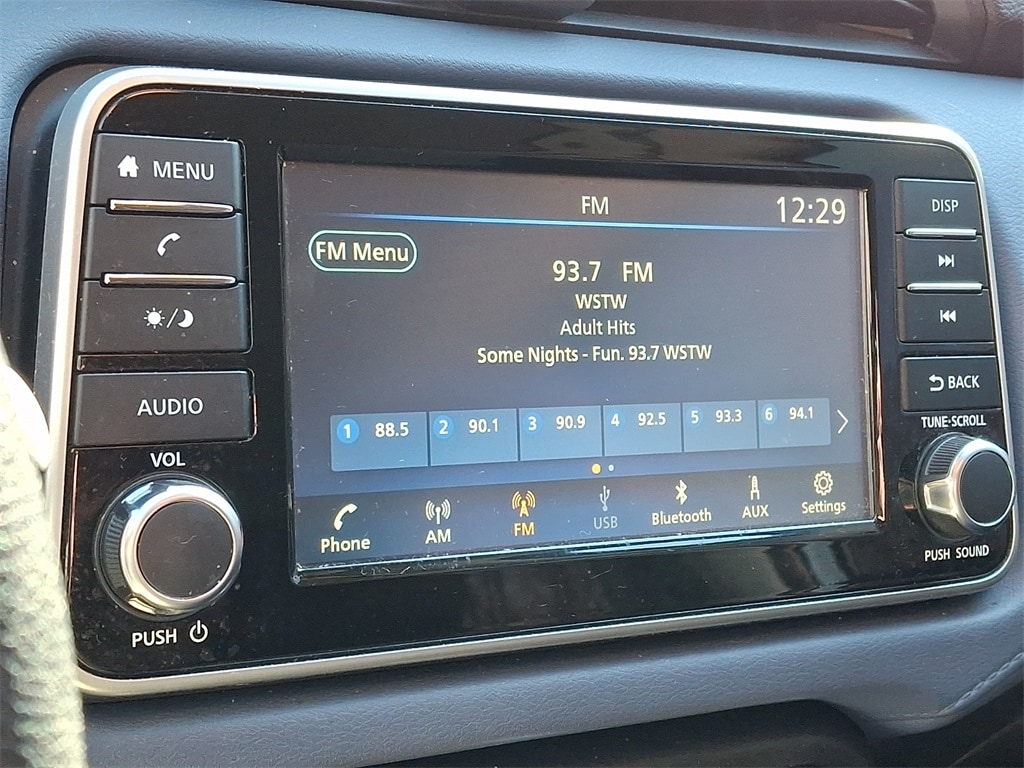 MENU
AUDIO
VOL
PUSH
FM
12:29
FM Menu
93.7 FM
WSTW
Adult Hits
Some Nights - Fun. 93.7 WSTW
1 88.5 2 90.1 3 90.9 4 92.5 5 93.3 6 94.1
Phone AM FM USB Bluetooth AUX Settings
DISP
BACK
TUNE·SCROLL
PUSH SOUND